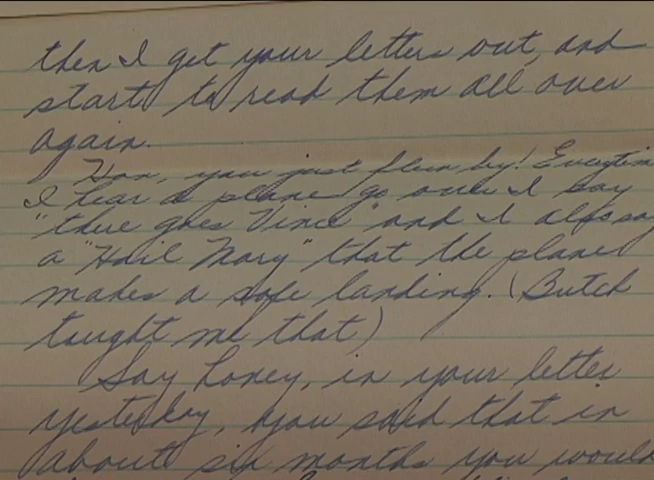 then I get your letters out, and
start to read them all over
again.
Hon, you just flew by! Everytime
I hear a plane go over I say
"there goes Vince" and I also say
a "Hail Mary" that the plane
makes a safe landing. (Butch
taught me that)
Say honey, in your letter
yesterday, you said that in
about six months you would